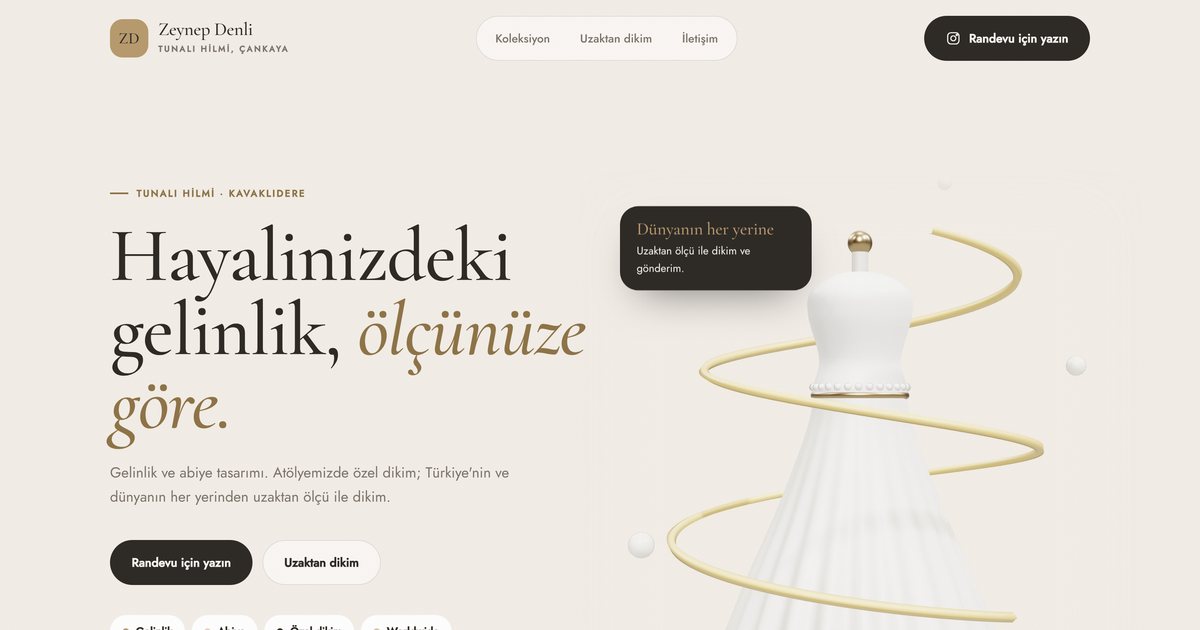 ZD
Zeynep Denli
TUNALI HİLMİ, ÇANKAYA
Koleksiyon
Uzaktan dikim
İletişim
Randevu için yazın
TUNALI HİLMİ · KAVAKLIDERE
Hayalinizdeki
gelinlik, ölçünüze
göre.
Gelinlik ve abiye tasarımı. Atölyemizde özel dikim; Türkiye'nin ve
dünyanın her yerinden uzaktan ölçü ile dikim.
Randevu için yazın
Uzaktan dikim
Dünyanın her yerine
Uzaktan ölçü ile dikim ve
gönderim.